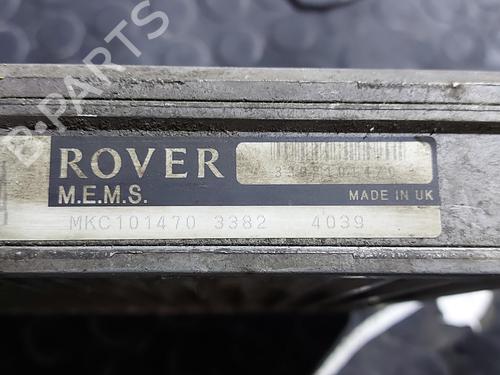 B-PARTS
ROVER
M.E.M.S.
MADE IN UK
MKC101470 3382 4039